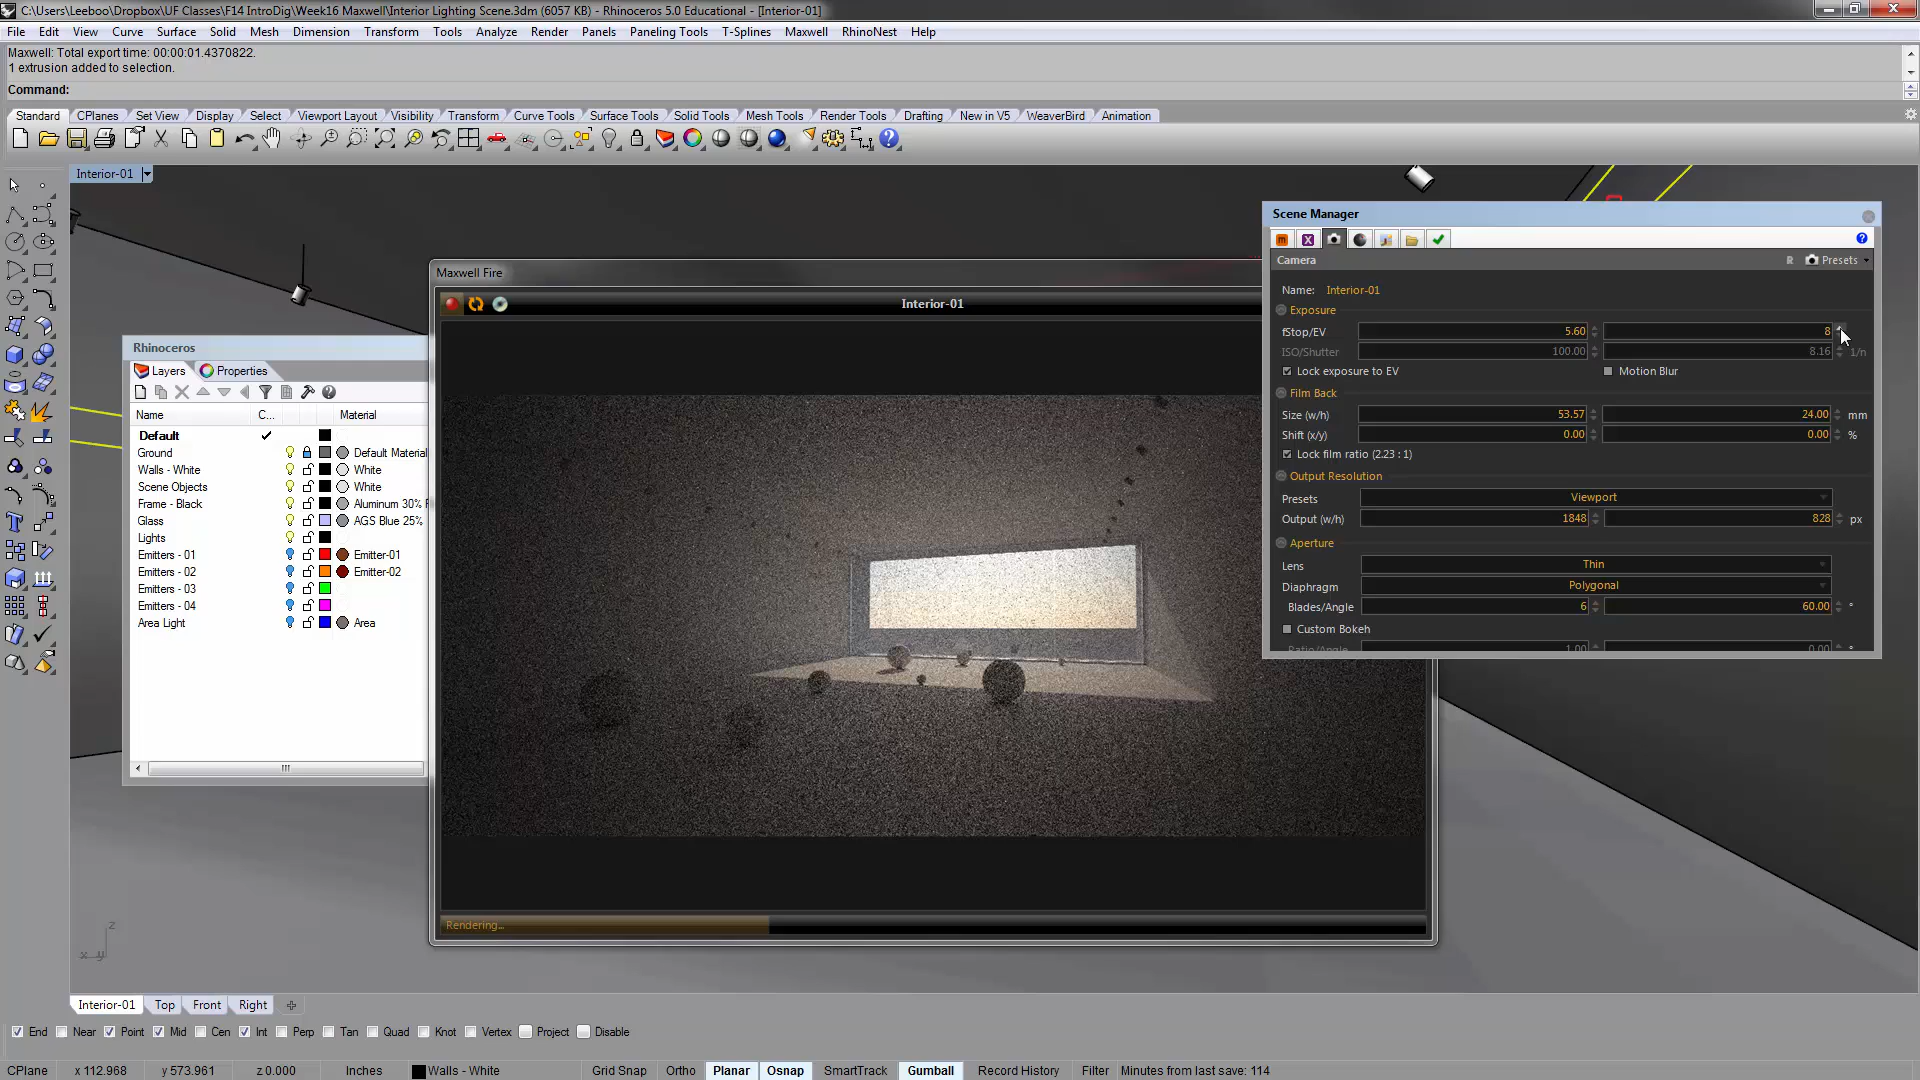 C:\Users\Leeboo\Dropbox\UF Classes\F14 IntroDig\Week16 Maxwell\Interior Lighting Scene.3dm (6057 KB) - Rhinoceros 5.0 Educational - [Interior-01]
File Edit View Curve Surface Solid Mesh Dimension Transform Tools Analyze Render Panels Paneling Tools T-Splines Maxwell RhinoNest Help
Maxwell: Total export time: 00:00:01.4370822.
1 extrusion added to selection.
Command:
Standard CPlanes Set View Display Select Viewport Layout Visibility Transform Curve Tools Surface Tools Solid Tools Mesh Tools Render Tools Drafting New in V5 WeaverBird Animation
Interior-01
Rhinoceros
Layers Properties
Name C... Material
Default
Ground Default Material
Walls - White White
Scene Objects White
Frame - Black Aluminum 30%
Glass AGS Blue 25%
Lights
Emitters - 01 Emitter-01
Emitters - 02 Emitter-02
Emitters - 03
Emitters - 04
Area Light Area
Maxwell Fire
Interior-01
Rendering...
Scene Manager
Camera R Presets
Name: Interior-01
Exposure
fStop/EV 5.60 8
ISO/Shutter 100.00 8.16 1/n
Lock exposure to EV Motion Blur
Film Back
Size (w/h) 53.57 24.00 mm
Shift (x/y) 0.00 0.00 %
Lock film ratio (2.23 : 1)
Output Resolution
Presets Viewport
Output (w/h) 1848 828 px
Aperture
Lens Thin
Diaphragm Polygonal
Blades/Angle 6 60.00 °
Custom Bokeh
Ratio/Angle 1.00 0.00 °
z
x y
Interior-01 Top Front Right
End Near Point Mid Cen Int Perp Tan Quad Knot Vertex Project Disable
CPlane x 112.968 y 573.961 z 0.000 Inches Walls - White Grid Snap Ortho Planar Osnap SmartTrack Gumball Record History Filter Minutes from last save: 114